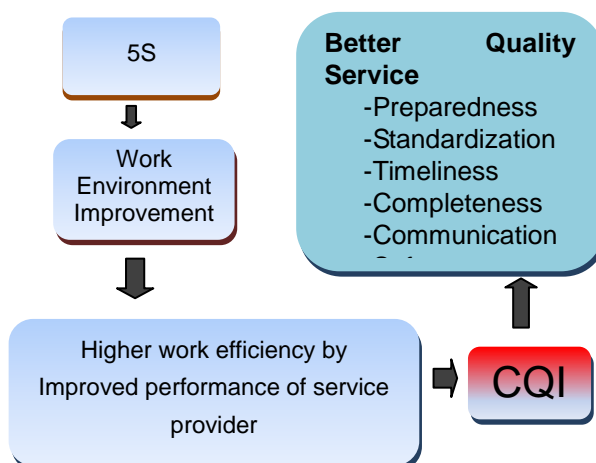 5S
Work
Environment
Improvement
Higher work efficiency by
Improved performance of service
provider
CQI
Better Quality
Service
-Preparedness
-Standardization
-Timeliness
-Completeness
-Communication